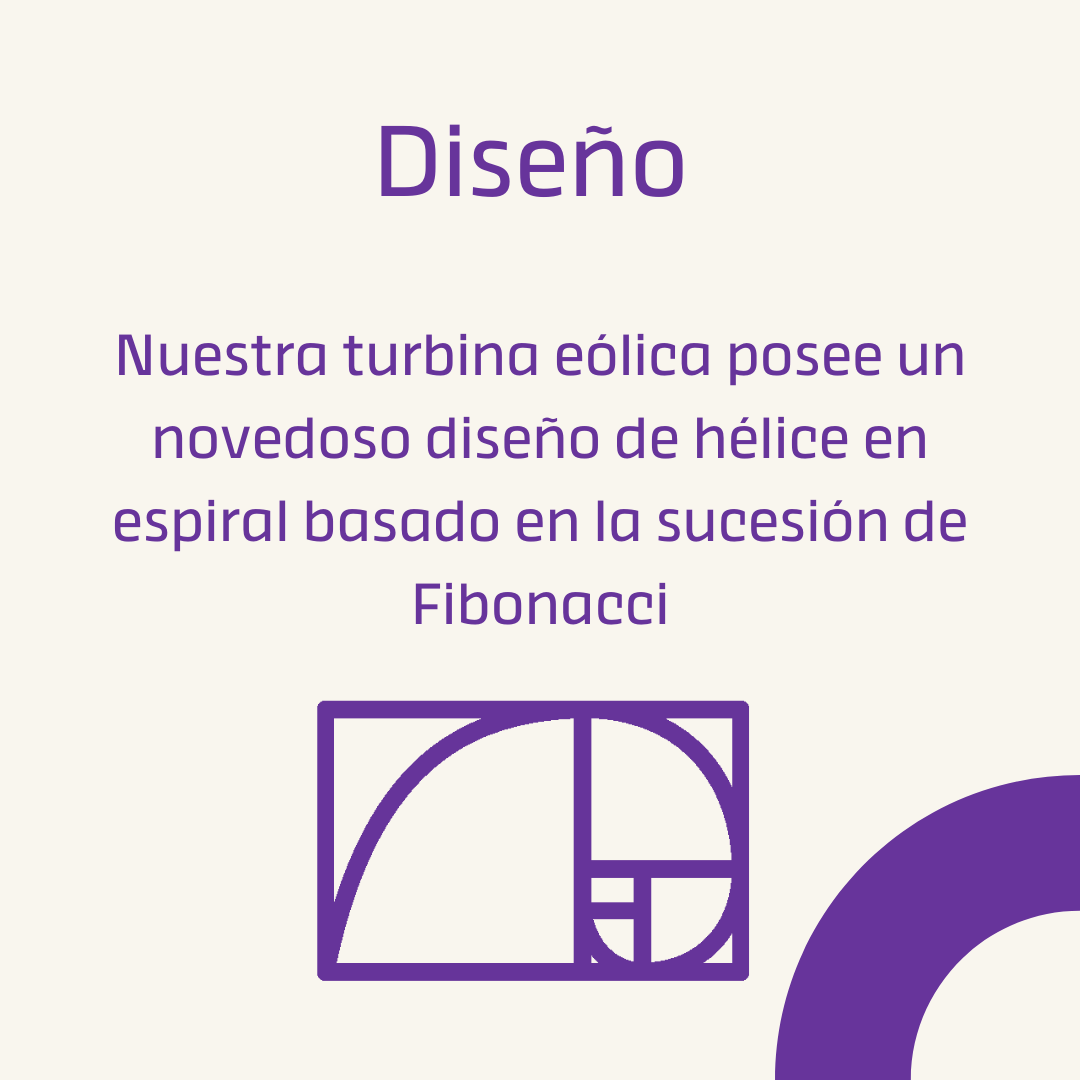 Diseño
Nuestra turbina eólica posee un
novedoso diseño de hélice en
espiral basado en la sucesión de
Fibonacci